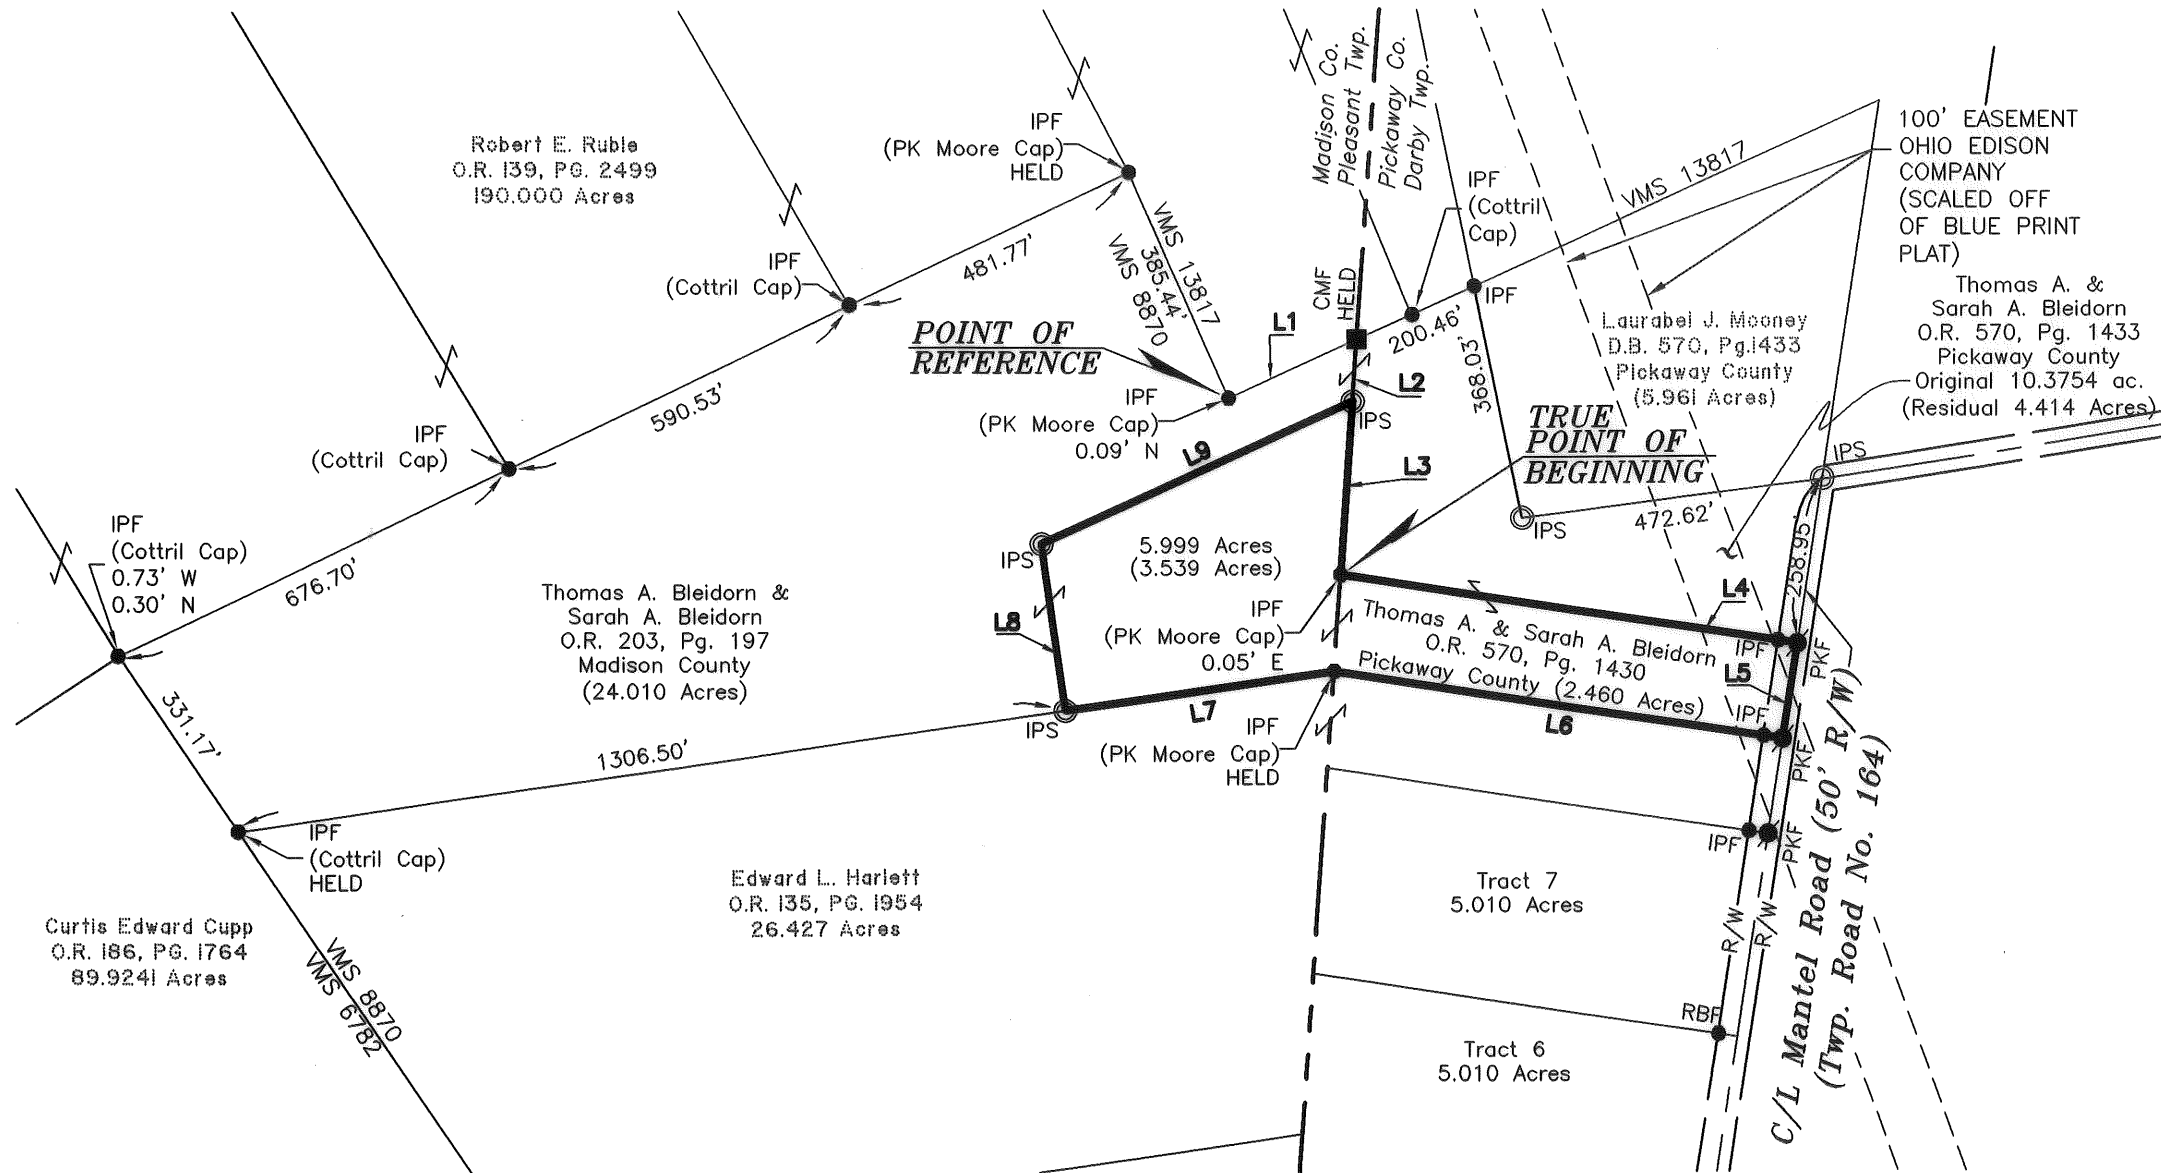 Robert E. Ruble
O.R. 139, PG. 2499
190.000 Acres
IPF
(PK Moore Cap)
HELD
Madison Co.
Pleasant Twp.
Pickaway Co.
Darby Twp.
IPF
(Cottril
Cap)
VMS 13817
100' EASEMENT
OHIO EDISON
COMPANY
(SCALED OFF
OF BLUE PRINT
PLAT)
Thomas A. &
Sarah A. Bleidorn
O.R. 570, Pg. 1433
Pickaway County
Original 10.3754 ac.
(Residual 4.414 Acres)
IPF
(Cottril Cap)
481.77'
VMS 13817
385.44'
VMS 8870
CMF
HELD
IPF
200.46'
L1
POINT OF
REFERENCE
Laurabel J. Mooney
D.B. 570, Pg.1433
Pickaway County
(5.961 Acres)
368.03'
L2
IPS
IPF
(PK Moore Cap)
0.09' N
IPF
(Cottril Cap)
590.53'
TRUE
POINT OF
BEGINNING
L9
L3
IPS
IPS
472.62'
258.95'
IPF
(Cottril Cap)
0.73' W
0.30' N
676.70'
IPS
5.999 Acres
(3.539 Acres)
Thomas A. Bleidorn &
Sarah A. Bleidorn
O.R. 203, Pg. 197
Madison County
(24.010 Acres)
L8
IPF
(PK Moore Cap)
0.05' E
L4
Thomas A. & Sarah A. Bleidorn
O.R. 570, Pg. 1430
Pickaway County (2.460 Acres)
IPF
PKF
L5
IPF
PKF
L6
L7
IPS
IPF
(PK Moore Cap)
HELD
331.17'
1306.50'
IPF
(Cottril Cap)
HELD
IPF
PKF
Edward L. Harlett
O.R. 135, PG. 1954
26.427 Acres
Tract 7
5.010 Acres
Curtis Edward Cupp
O.R. 186, PG. 1764
89.9241 Acres
VMS 8870
VMS 6782
R/W
R/W
C/L Mantel Road (50' R/W)
(Twp. Road No. 164)
RBF
Tract 6
5.010 Acres